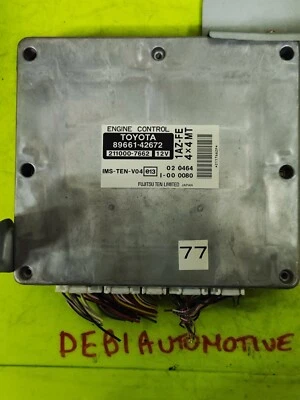 ENGINE CONTROL
TOYOTA
89661-42672
211000-7662 12V
1AZ-FE
4×4 MT
IMS-TEN-V04 013 02 0464
I-00 0080
FUJITSU TEN LIMITED JAPAN
77
DEBI AUTOMOTIVE